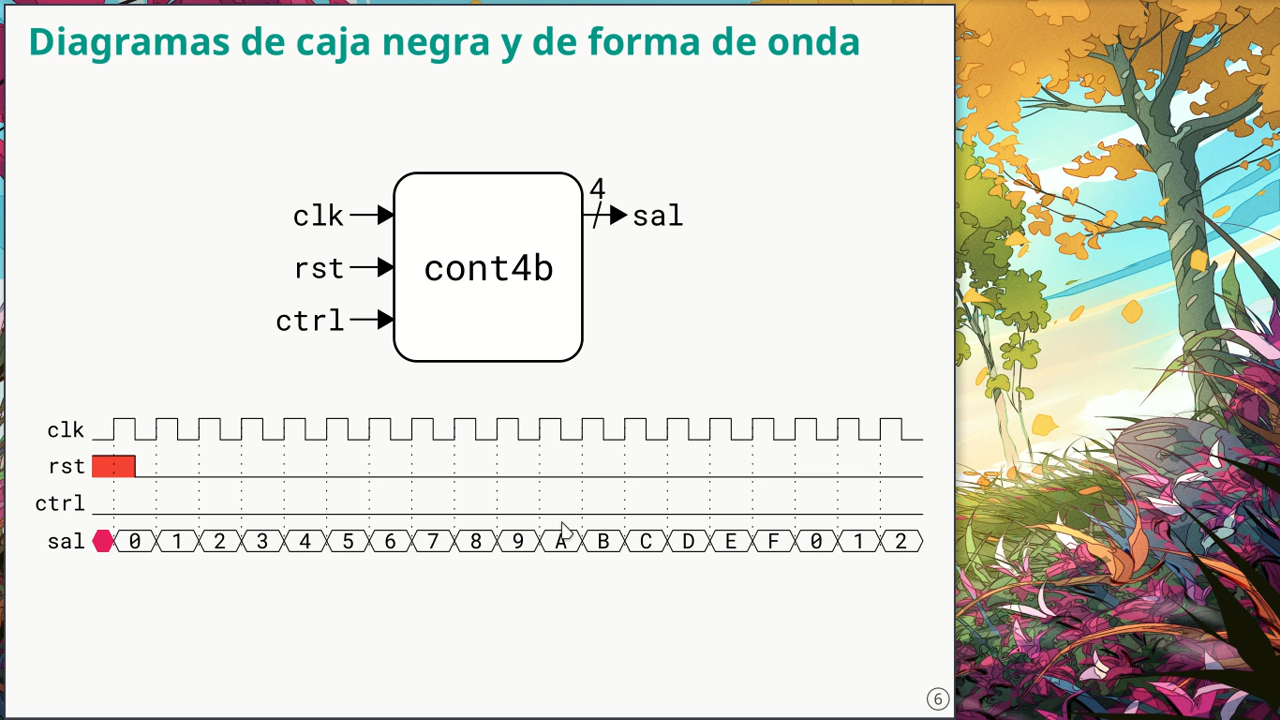 Diagramas de caja negra y de forma de onda
4
clk
sal
rst
cont4b
ctrl
clk
rst
ctrl
sal 0 1 2 3 4 5 6 7 8 9 A B C D E F 0 1 2
6